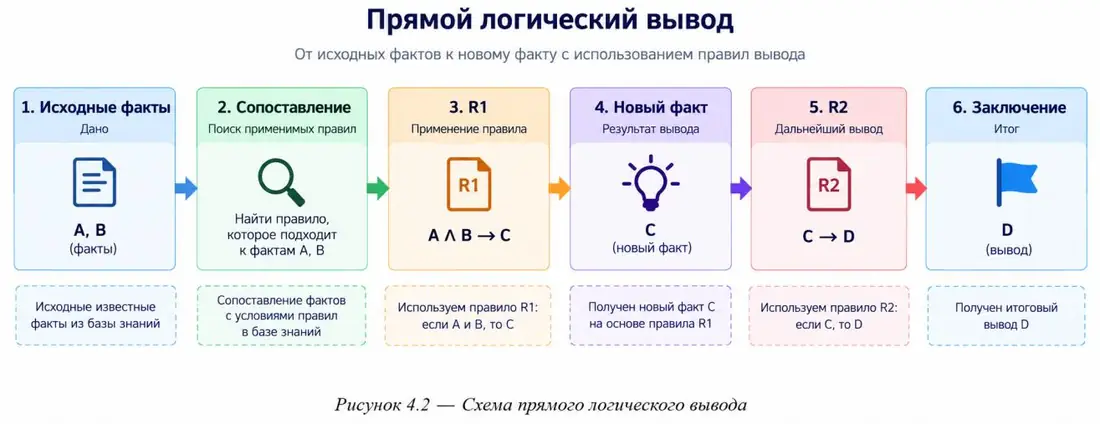 Прямой логический вывод
От исходных фактов к новому факту с использованием правил вывода
1. Исходные факты
Дано
A, B
(факты)
Исходные известные
факты из базы знаний
2. Сопоставление
Поиск применимых правил
Найти правило,
которое подходит
к фактам A, B
Сопоставление фактов
с условиями правил
в базе знаний
3. R1
Применение правила
R1
A ∧ B → C
Используем правило R1:
если A и B, то C
4. Новый факт
Результат вывода
C
(новый факт)
Получен новый факт C
на основе правила R1
5. R2
Дальнейший вывод
R2
C → D
Используем правило R2:
если C, то D
6. Заключение
Итог
D
(вывод)
Получен итоговый
вывод D
Рисунок 4.2 — Схема прямого логического вывода